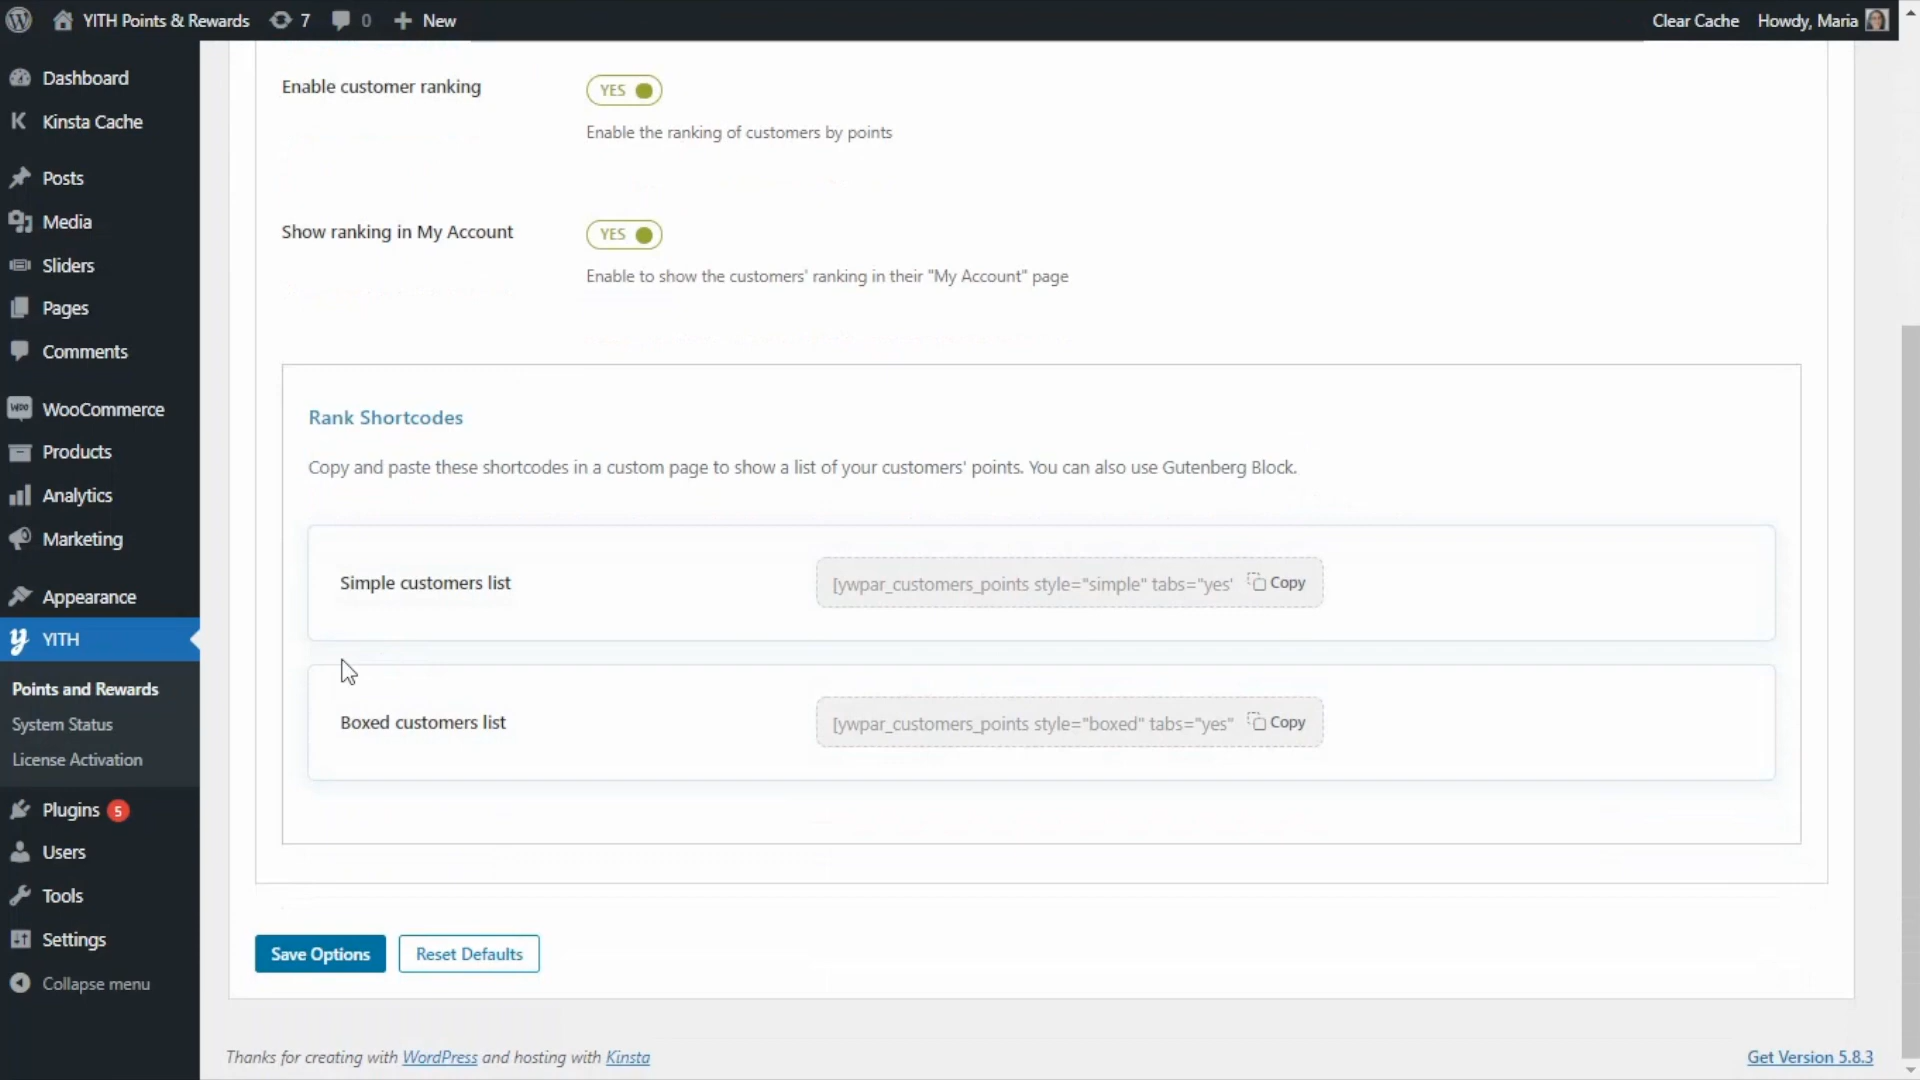 YITH Points & Rewards 7 0 New Clear Cache Howdy, Maria
Dashboard
Kinsta Cache
Posts
Media
Sliders
Pages
Comments
WooCommerce
Products
Analytics
Marketing
Appearance
YITH
Points and Rewards
System Status
License Activation
Plugins 5
Users
Tools
Settings
Collapse menu
Enable customer ranking YES
Enable the ranking of customers by points
Show ranking in My Account YES
Enable to show the customers' ranking in their "My Account" page
Rank Shortcodes
Copy and paste these shortcodes in a custom page to show a list of your customers' points. You can also use Gutenberg Block.
Simple customers list [ywpar_customers_points style="simple" tabs="yes' Copy
Boxed customers list [ywpar_customers_points style="boxed" tabs="yes" Copy
Save Options Reset Defaults
Thanks for creating with WordPress and hosting with Kinsta Get Version 5.8.3